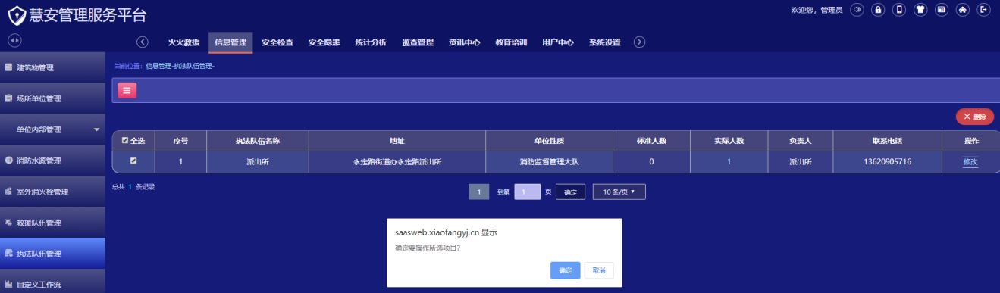 慧安管理服务平台
欢迎您，管理员
灭火救援 信息管理 安全检查 安全隐患 统计分析 巡查管理 资讯中心 教育培训 用户中心 系统设置
建筑物管理
场所单位管理
单位内部管理
消防水源管理
室外消火栓管理
救援队伍管理
执法队伍管理
自定义工作流
当前位置：信息管理-执法队伍管理-
删除
全选 序号 执法队伍名称 地址 单位性质 标准人数 实际人数 负责人 联系电话 操作
1 派出所 永定路街道办永定路派出所 消防监督管理大队 0 1 派出所 13620905716 修改
总共 1 条记录
1 到第 1 页 确定 10 条/页
saasweb.xiaofangyj.cn 显示
确定要操作所选项目?
确定 取消